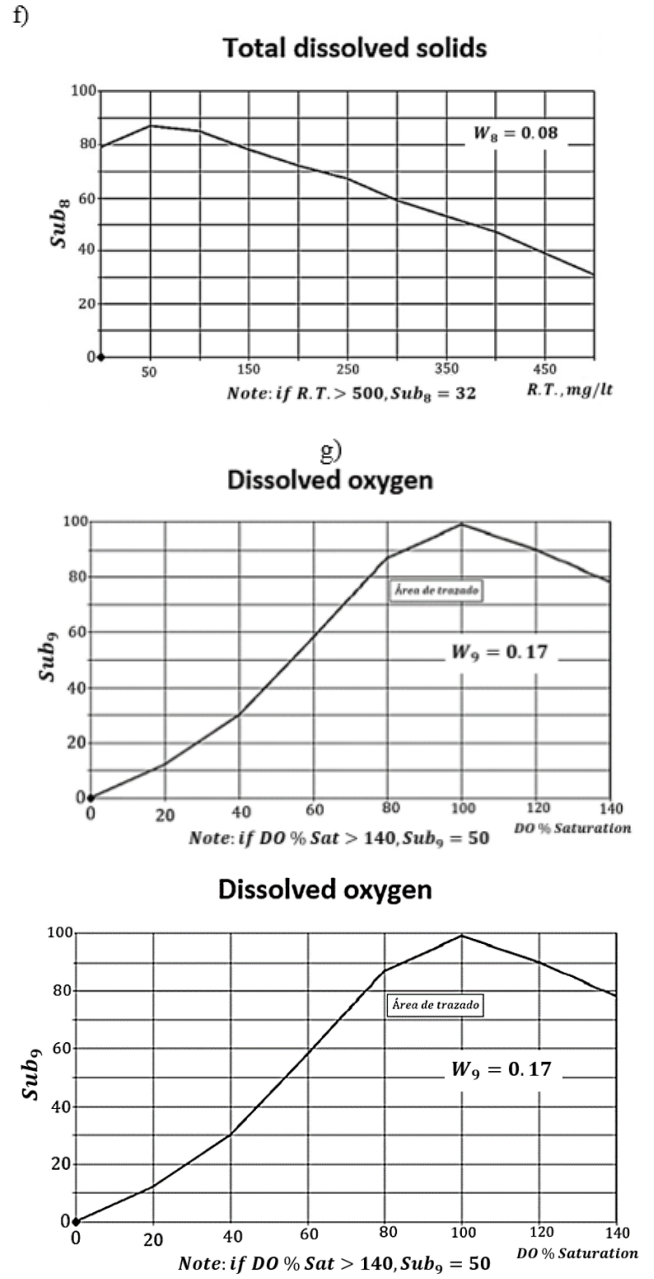 f)
Total dissolved solids
100
80
60
40
20
0
Sub₈
W₈ = 0.08
50 150 250 350 450
Note: if R.T. > 500, Sub₈ = 32 R.T., mg/lt
g)
Dissolved oxygen
100
80
60
40
20
0
Sub₉
Área de trazado
W₉ = 0.17
0 20 40 60 80 100 120 140
DO % Saturation
Note: if DO % Sat > 140, Sub₉ = 50
Dissolved oxygen
100
80
60
40
20
0
Sub₉
Área de trazado
W₉ = 0.17
0 20 40 60 80 100 120 140
DO % Saturation
Note: if DO % Sat > 140, Sub₉ = 50